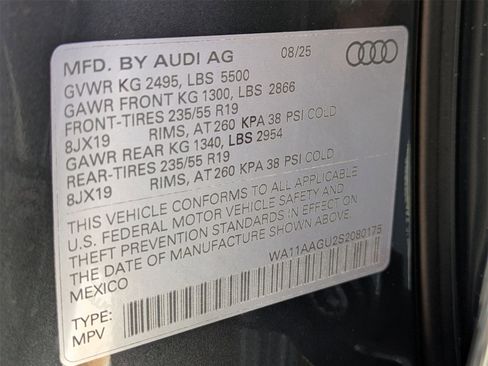 MFD. BY AUDI AG 08/25
GVWR KG 2495, LBS 5500
GAWR FRONT KG 1300, LBS 2866
FRONT-TIRES 235/55 R19
8JX19 RIMS, AT 260 KPA 38 PSI COLD
GAWR REAR KG 1340, LBS 2954
REAR-TIRES 235/55 R19
8JX19 RIMS, AT 260 KPA 38 PSI COLD
THIS VEHICLE CONFORMS TO ALL APPLICABLE
U.S. FEDERAL MOTOR VEHICLE SAFETY AND
THEFT PREVENTION STANDARDS IN EFFECT ON
THE DATE OF MANUFACTURE SHOWN ABOVE
MEXICO WA11AAGU2S2080175
TYPE:
MPV